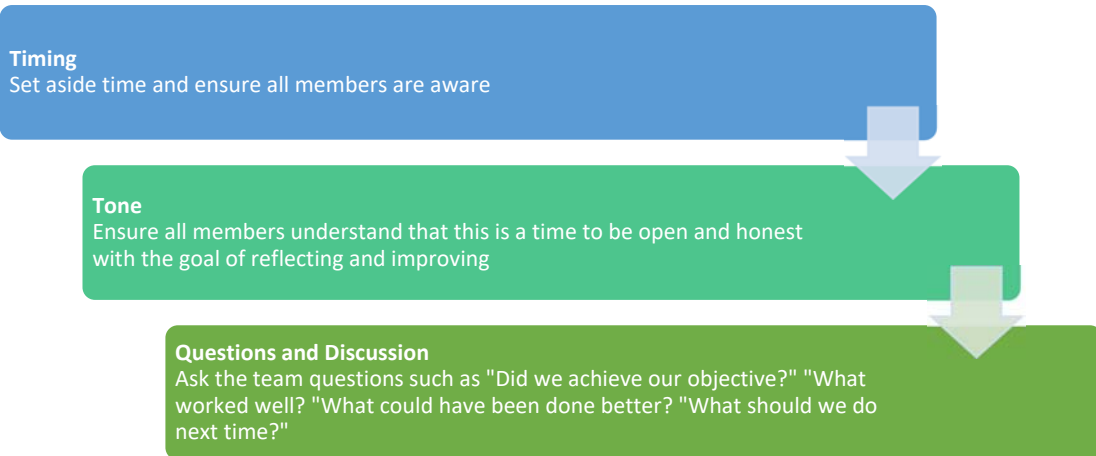 Timing
Set aside time and ensure all members are aware
Tone
Ensure all members understand that this is a time to be open and honest
with the goal of reflecting and improving
Questions and Discussion
Ask the team questions such as "Did we achieve our objective?" "What
worked well? "What could have been done better? "What should we do
next time?"